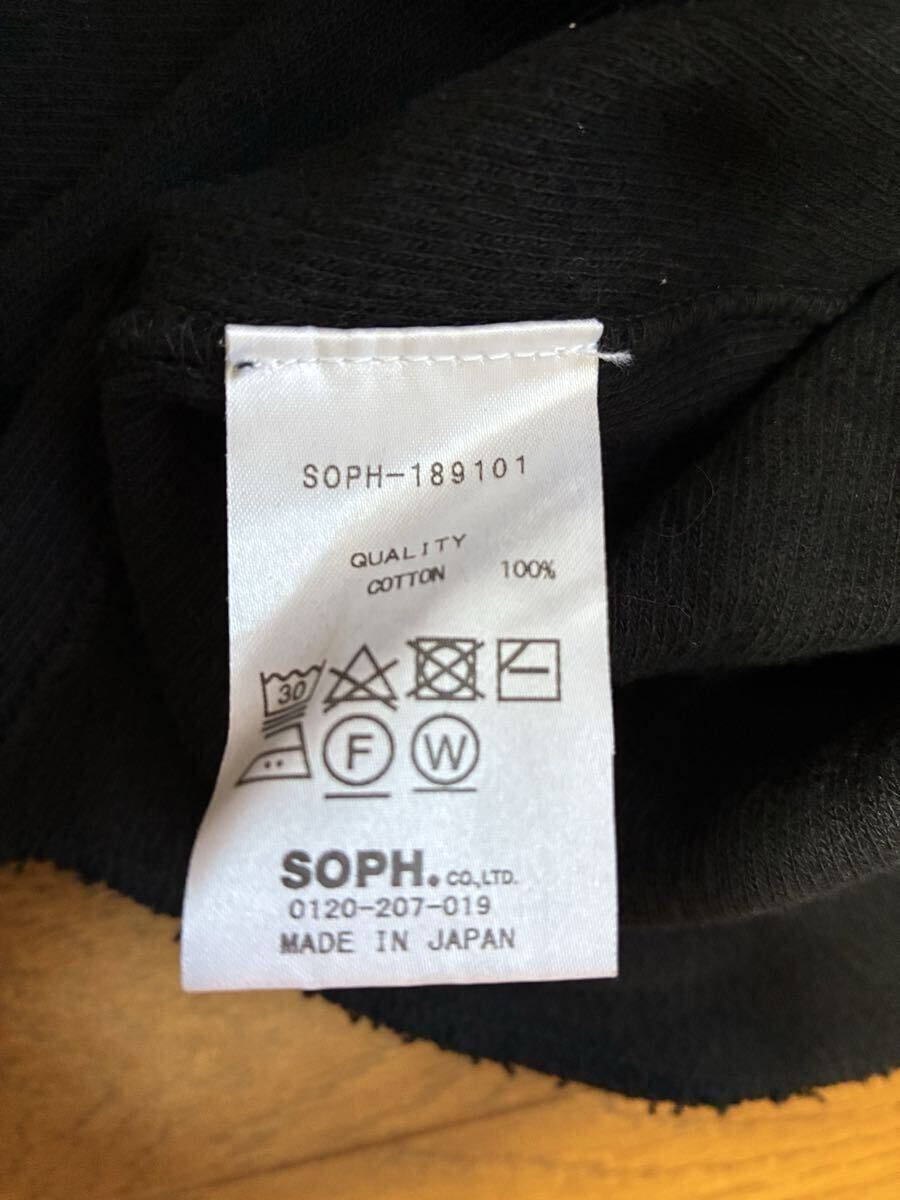 SOPH-189101
QUALITY
COTTON 100%
30
F W
SOPH. CO.,LTD.
0120-207-019
MADE IN JAPAN